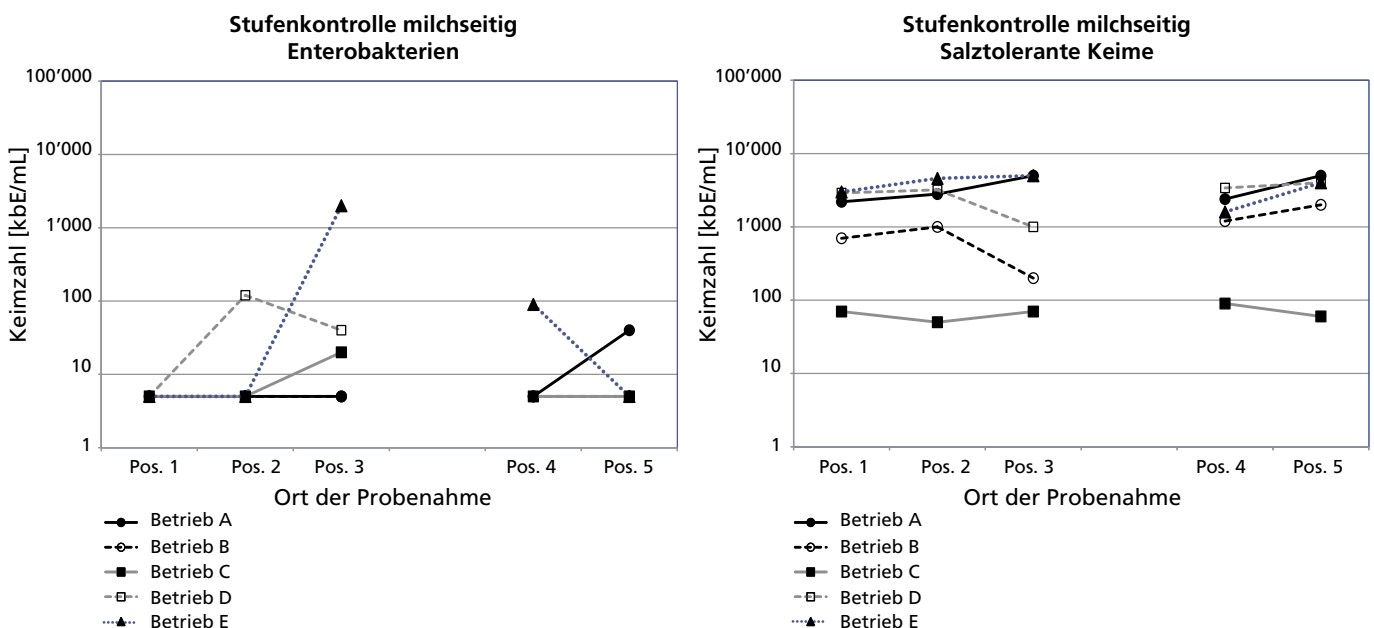 Stufenkontrolle milchseitig
Enterobakterien
100’000
10’000
1’000
100
10
1
Keimzahl [kbE/mL]
Pos. 1 Pos. 2 Pos. 3 Pos. 4 Pos. 5
Ort der Probenahme
Betrieb A
Betrieb B
Betrieb C
Betrieb D
Betrieb E
Stufenkontrolle milchseitig
Salztolerante Keime
100’000
10’000
1’000
100
10
1
Keimzahl [kbE/mL]
Pos. 1 Pos. 2 Pos. 3 Pos. 4 Pos. 5
Ort der Probenahme
Betrieb A
Betrieb B
Betrieb C
Betrieb D
Betrieb E